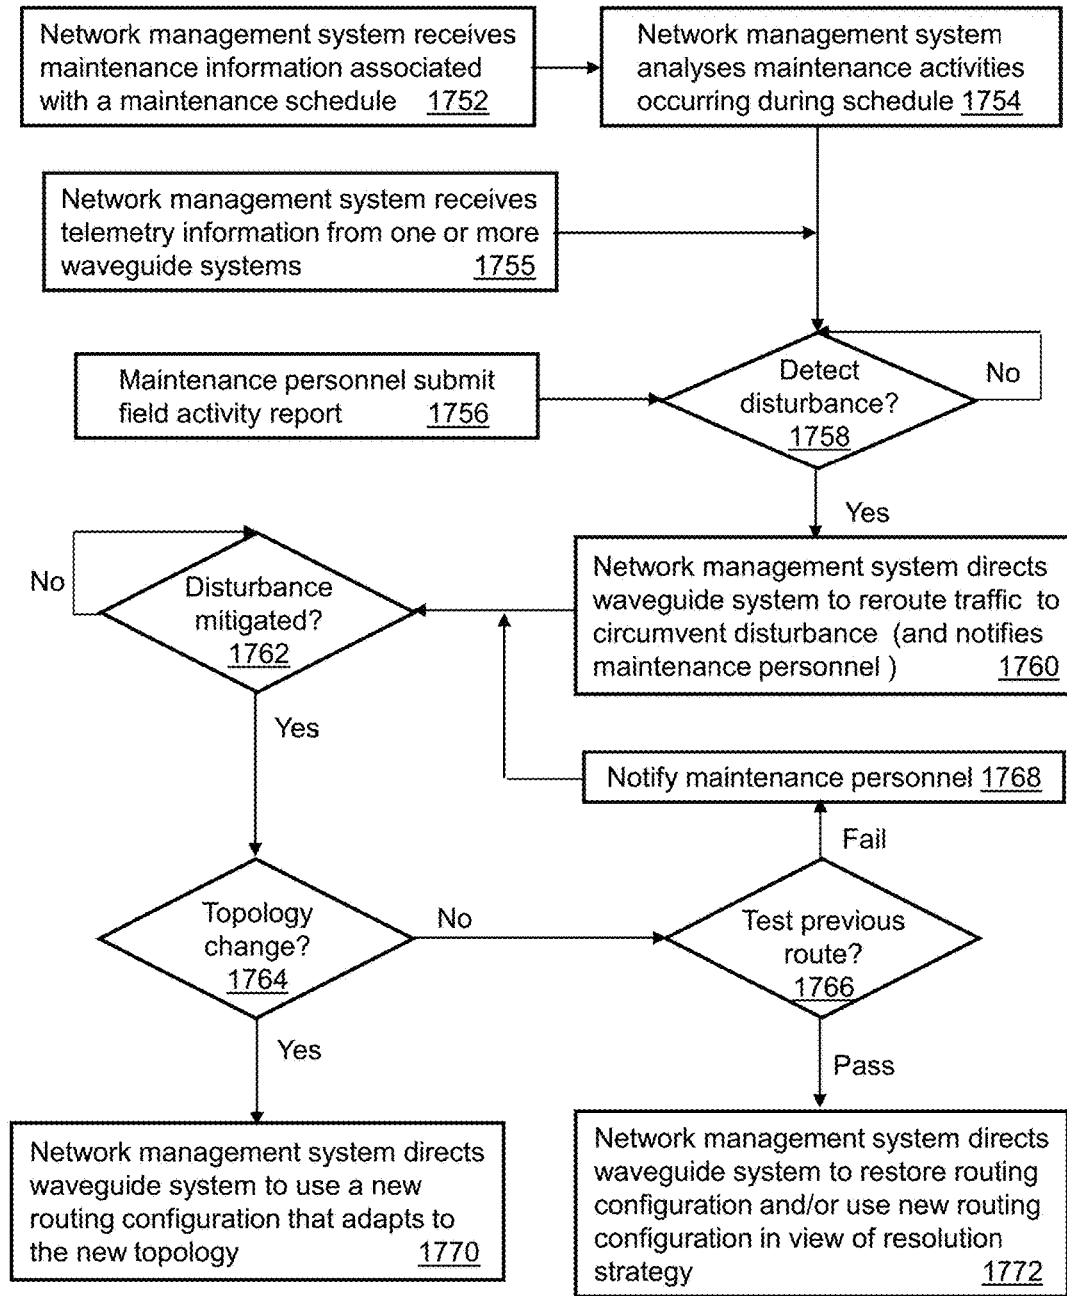 Network management system receives
maintenance information associated
with a maintenance schedule 1752
Network management system
analyses maintenance activities
occurring during schedule 1754
Network management system receives
telemetry information from one or more
waveguide systems 1755
Maintenance personnel submit
field activity report 1756
Detect
disturbance?
1758
No
Yes
Network management system directs
waveguide system to reroute traffic to
circumvent disturbance (and notifies
maintenance personnel ) 1760
No
Disturbance
mitigated?
1762
Yes
Notify maintenance personnel 1768
Fail
Topology
change?
1764
No
Test previous
route?
1766
Yes
Pass
Network management system directs
waveguide system to use a new
routing configuration that adapts to
the new topology 1770
Network management system directs
waveguide system to restore routing
configuration and/or use new routing
configuration in view of resolution
strategy 1772